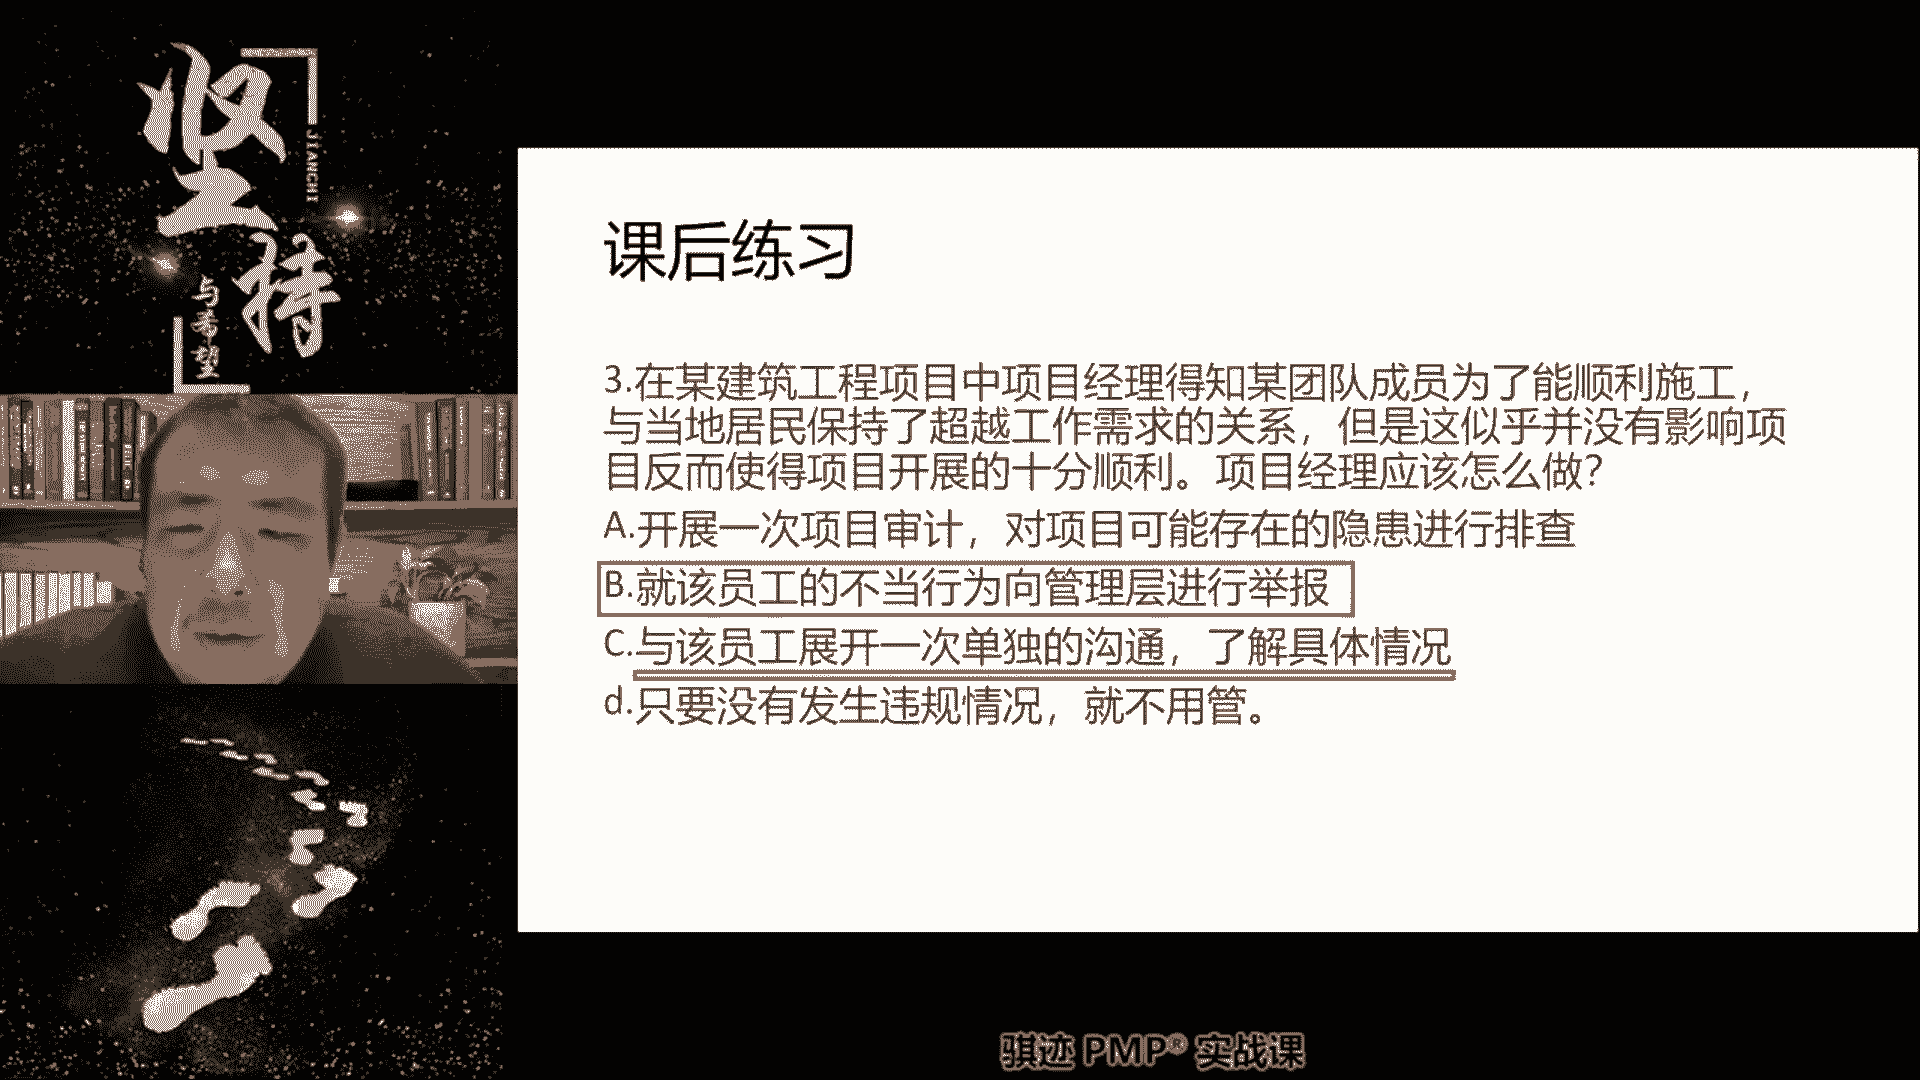 坚持
JIANCHI
与希望
课后练习
3.在某建筑工程项目中项目经理得知某团队成员为了能顺利施工，
与当地居民保持了超越工作需求的关系，但是这似乎并没有影响项
目反而使得项目开展的十分顺利。项目经理应该怎么做？
A.开展一次项目审计，对项目可能存在的隐患进行排查
B.就该员工的不当行为向管理层进行举报
C.与该员工展开一次单独的沟通，了解具体情况
d.只要没有发生违规情况，就不用管。
骐迹 PMP® 实战课